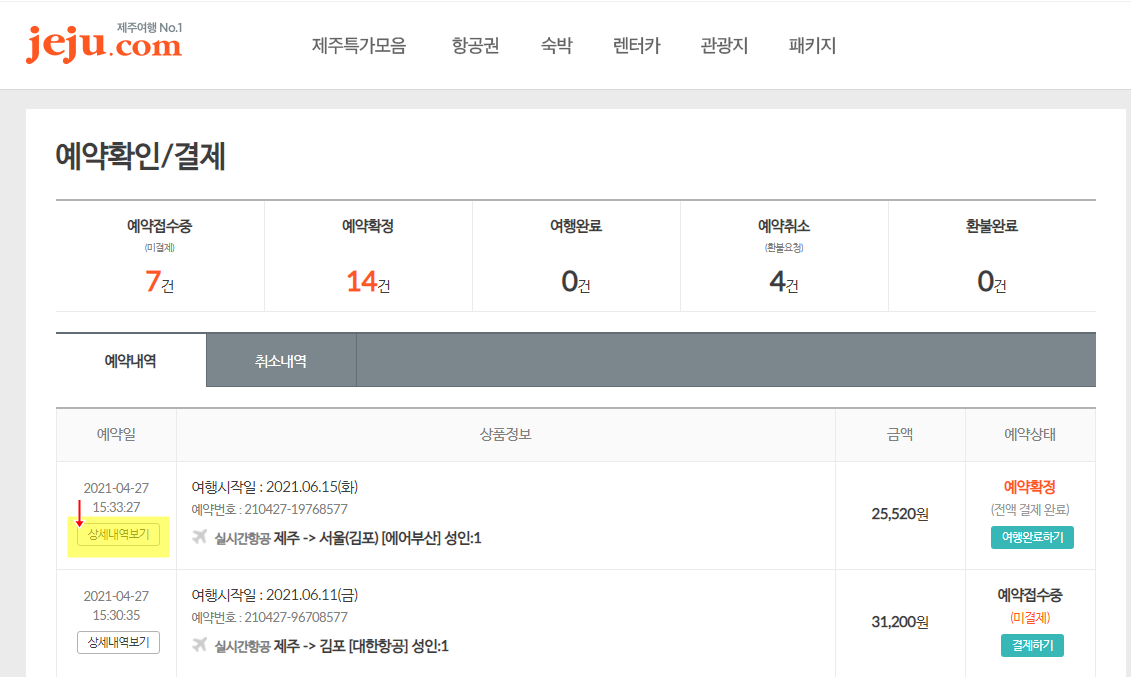 제주여행 No.1
jeju.com
제주특가모음 항공권 숙박 렌터카 관광지 패키지
예약확인/결제
예약접수중 예약확정 여행완료 예약취소 환불완료
(미결제) (환불요청)
7건 14건 0건 4건 0건
예약내역 취소내역
예약일 상품정보 금액 예약상태
2021-04-27
15:33:27
상세내역보기
여행시작일 : 2021.06.15(화)
예약번호 : 210427-19768577
실시간항공 제주 -> 서울(김포) [에어부산] 성인:1
25,520원
예약확정
(전액 결제 완료)
여행완료하기
2021-04-27
15:30:35
상세내역보기
여행시작일 : 2021.06.11(금)
예약번호 : 210427-96708577
실시간항공 제주 -> 김포 [대한항공] 성인:1
31,200원
예약접수중
(미결제)
결제하기